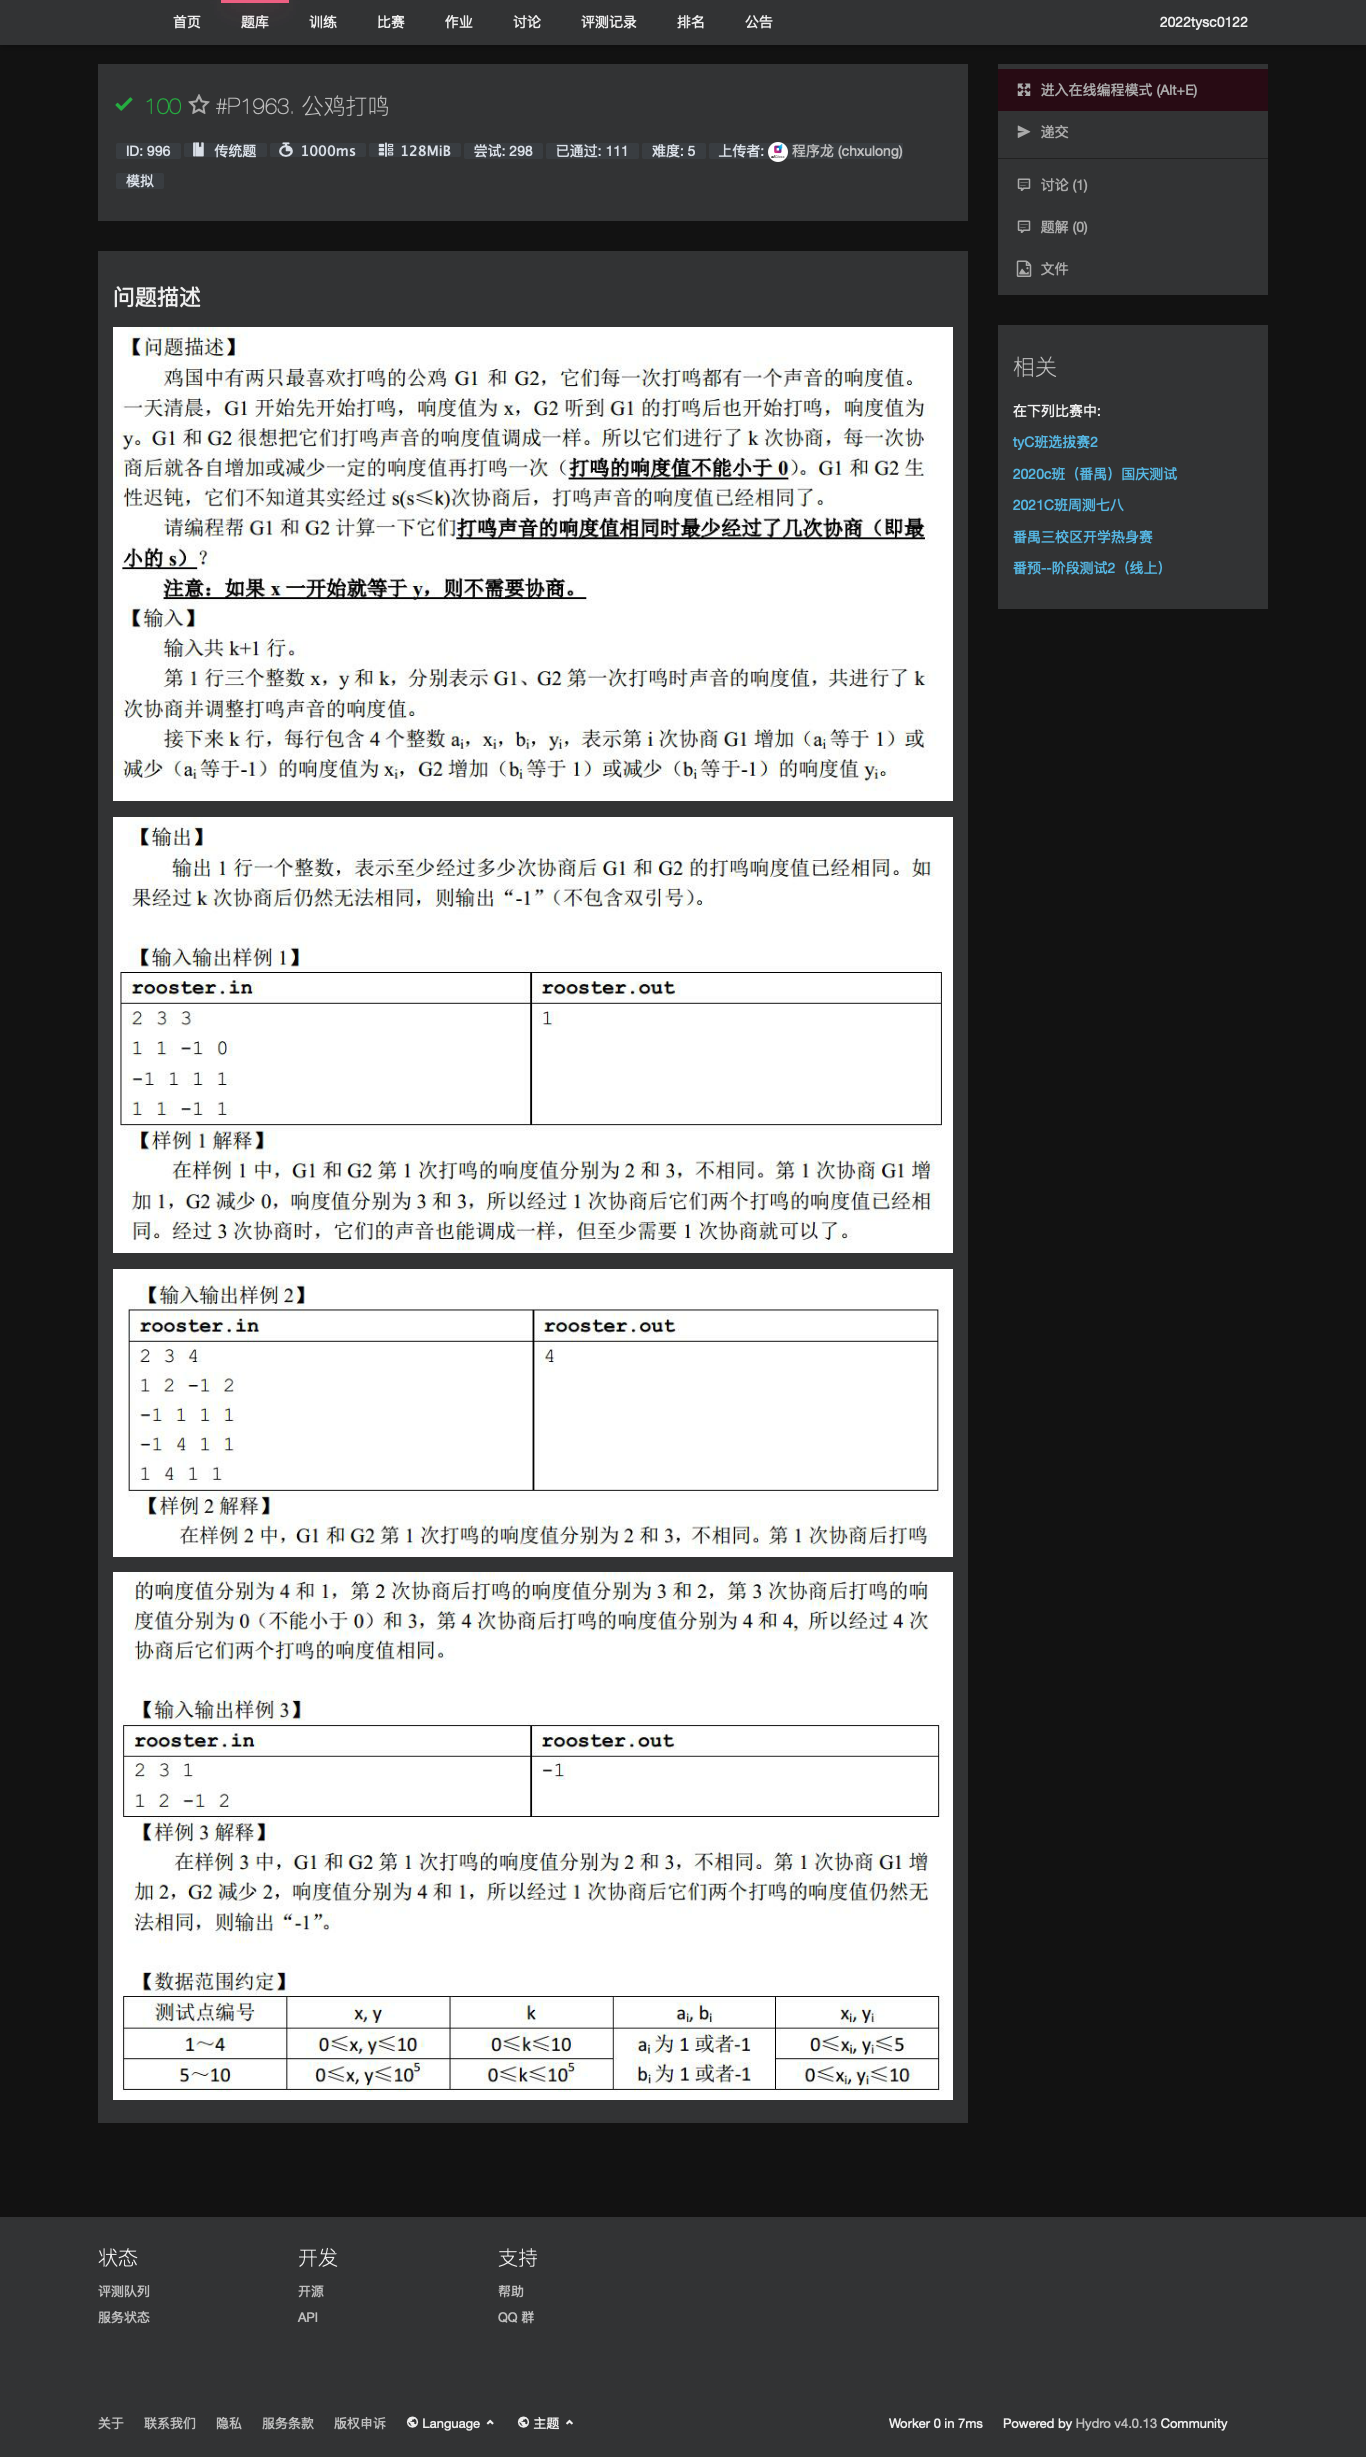 首页 题库 训练 比赛 作业 讨论 评测记录 排名 公告 2022tysc0122
100 #P1963. 公鸡打鸣
ID: 996 传统题 1000ms 128MiB 尝试: 298 已通过: 111 难度: 5 上传者: 程序龙 (chxulong)
模拟
进入在线编程模式 (Alt+E)
递交
讨论 (1)
题解 (0)
文件
相关
在下列比赛中:
tyC班选拔赛2
2020c班（番禺）国庆测试
2021C班周测七八
番禺三校区开学热身赛
番预--阶段测试2（线上）
问题描述
【问题描述】
鸡国中有两只最喜欢打鸣的公鸡 G1 和 G2，它们每一次打鸣都有一个声音的响度值。
一天清晨，G1 开始先开始打鸣，响度值为 x，G2 听到 G1 的打鸣后也开始打鸣，响度值为
y。G1 和 G2 很想把它们打鸣声音的响度值调成一样。所以它们进行了 k 次协商，每一次协
商后就各自增加或减少一定的响度值再打鸣一次（打鸣的响度值不能小于 0）。G1 和 G2 生
性迟钝，它们不知道其实经过 s(s≤k)次协商后，打鸣声音的响度值已经相同了。
请编程帮 G1 和 G2 计算一下它们打鸣声音的响度值相同时最少经过了几次协商（即最
小的 s）？
注意：如果 x 一开始就等于 y，则不需要协商。
【输入】
输入共 k+1 行。
第 1 行三个整数 x，y 和 k，分别表示 G1、G2 第一次打鸣时声音的响度值，共进行了 k
次协商并调整打鸣声音的响度值。
接下来 k 行，每行包含 4 个整数 ai，xi，bi，yi，表示第 i 次协商 G1 增加（ai 等于 1）或
减少（ai 等于-1）的响度值为 xi，G2 增加（bi 等于 1）或减少（bi 等于-1）的响度值 yi。
【输出】
输出 1 行一个整数，表示至少经过多少次协商后 G1 和 G2 的打鸣响度值已经相同。如
果经过 k 次协商后仍然无法相同，则输出“-1”（不包含双引号）。
【输入输出样例 1】
rooster.in rooster.out
2 3 3 1
1 1 -1 0
-1 1 1 1
1 1 -1 1
【样例 1 解释】
在样例 1 中，G1 和 G2 第 1 次打鸣的响度值分别为 2 和 3，不相同。第 1 次协商 G1 增
加 1，G2 减少 0，响度值分别为 3 和 3，所以经过 1 次协商后它们两个打鸣的响度值已经相
同。经过 3 次协商时，它们的声音也能调成一样，但至少需要 1 次协商就可以了。
【输入输出样例 2】
rooster.in rooster.out
2 3 4 4
1 2 -1 2
-1 1 1 1
-1 4 1 1
1 4 1 1
【样例 2 解释】
在样例 2 中，G1 和 G2 第 1 次打鸣的响度值分别为 2 和 3，不相同。第 1 次协商后打鸣
的响度值分别为 4 和 1，第 2 次协商后打鸣的响度值分别为 3 和 2，第 3 次协商后打鸣的响
度值分别为 0（不能小于 0）和 3，第 4 次协商后打鸣的响度值分别为 4 和 4, 所以经过 4 次
协商后它们两个打鸣的响度值相同。
【输入输出样例 3】
rooster.in rooster.out
2 3 1 -1
1 2 -1 2
【样例 3 解释】
在样例 3 中，G1 和 G2 第 1 次打鸣的响度值分别为 2 和 3，不相同。第 1 次协商 G1 增
加 2，G2 减少 2，响度值分别为 4 和 1，所以经过 1 次协商后它们两个打鸣的响度值仍然无
法相同，则输出“-1”。
【数据范围约定】
测试点编号 x, y k ai, bi xi, yi
1～4 0≤x, y≤10 0≤k≤10 ai 为 1 或者-1 0≤xi, yi≤5
5～10 0≤x, y≤10⁵ 0≤k≤10⁵ bi 为 1 或者-1 0≤xi, yi≤10
状态 开发 支持
评测队列 开源 帮助
服务状态 API QQ 群
关于 联系我们 隐私 服务条款 版权申诉 Language 主题 Worker 0 in 7ms Powered by Hydro v4.0.13 Community